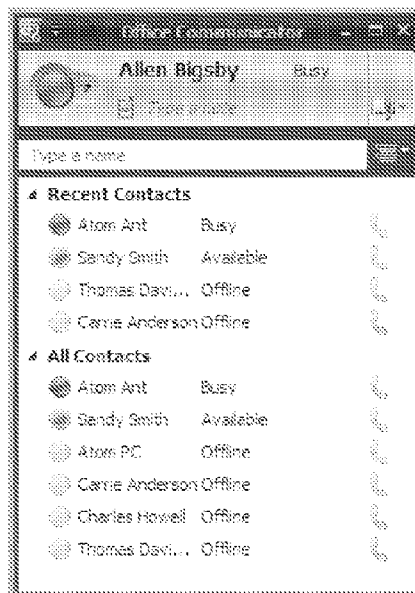 Office Communicator
Allen Bigsby Busy
Type a note
Type a name
Recent Contacts
Atom Ant Busy
Sandy Smith Available
Thomas Davi... Offline
Carrie Anderson Offline
All Contacts
Atom Ant Busy
Sandy Smith Available
Atom PC Offline
Carrie Anderson Offline
Charles Howell Offline
Thomas Davi... Offline